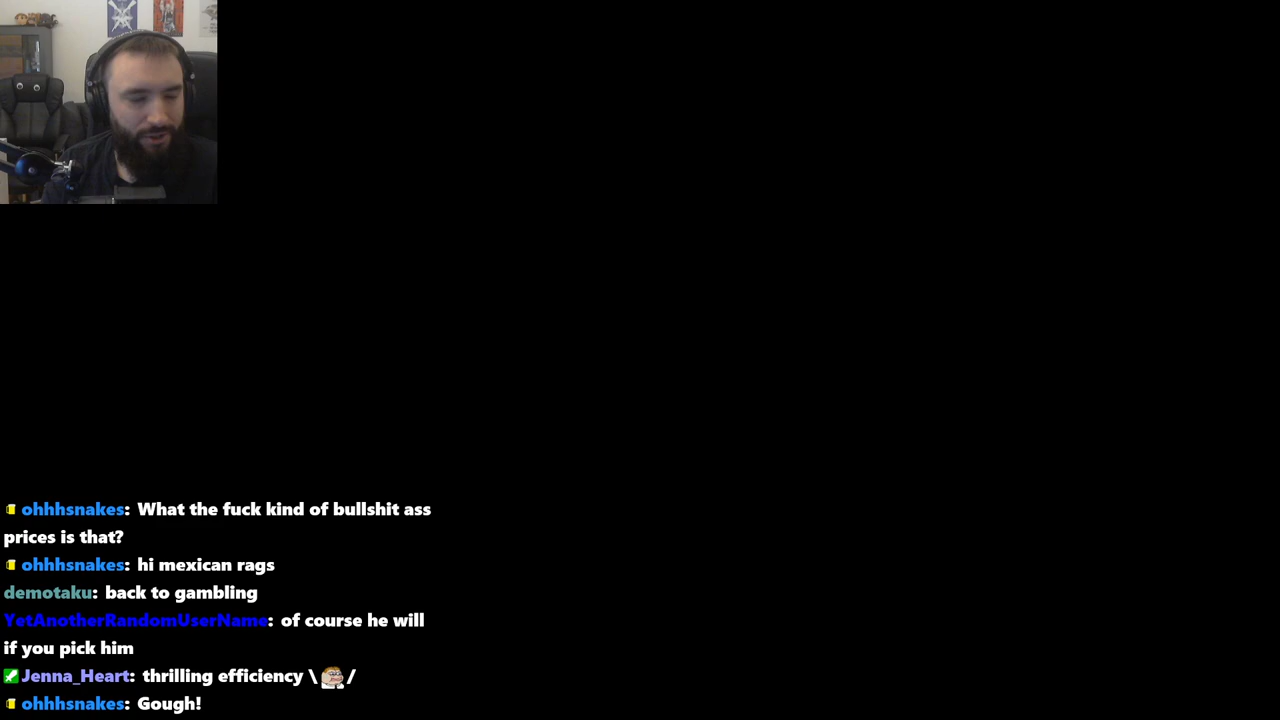 ohhhsnakes: What the fuck kind of bullshit ass
prices is that?
ohhhsnakes: hi mexican rags
demotaku: back to gambling
YetAnotherRandomUserName: of course he will
if you pick him
Jenna_Heart: thrilling efficiency \ /
ohhhsnakes: Gough!